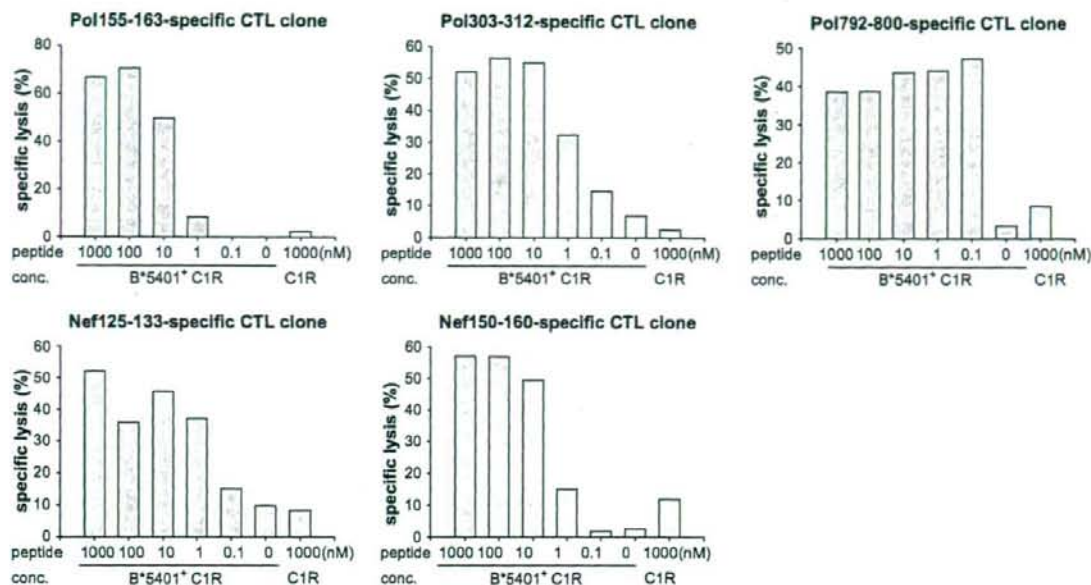 Pol155-163-specific CTL clone
specific lysis (%)
80
60
40
20
0
peptide 1000 100 10 1 0.1 0 1000(nM)
conc. B*5401⁺ C1R C1R
Pol303-312-specific CTL clone
specific lysis (%)
60
50
40
30
20
10
0
peptide 1000 100 10 1 0.1 0 1000(nM)
conc. B*5401⁺ C1R C1R
Pol792-800-specific CTL clone
specific lysis (%)
50
40
30
20
10
0
peptide 1000 100 10 1 0.1 0 1000(nM)
conc. B*5401⁺ C1R C1R
Nef125-133-specific CTL clone
specific lysis (%)
60
50
40
30
20
10
0
peptide 1000 100 10 1 0.1 0 1000(nM)
conc. B*5401⁺ C1R C1R
Nef150-160-specific CTL clone
specific lysis (%)
60
50
40
30
20
10
0
peptide 1000 100 10 1 0.1 0 1000(nM)
conc. B*5401⁺ C1R C1R